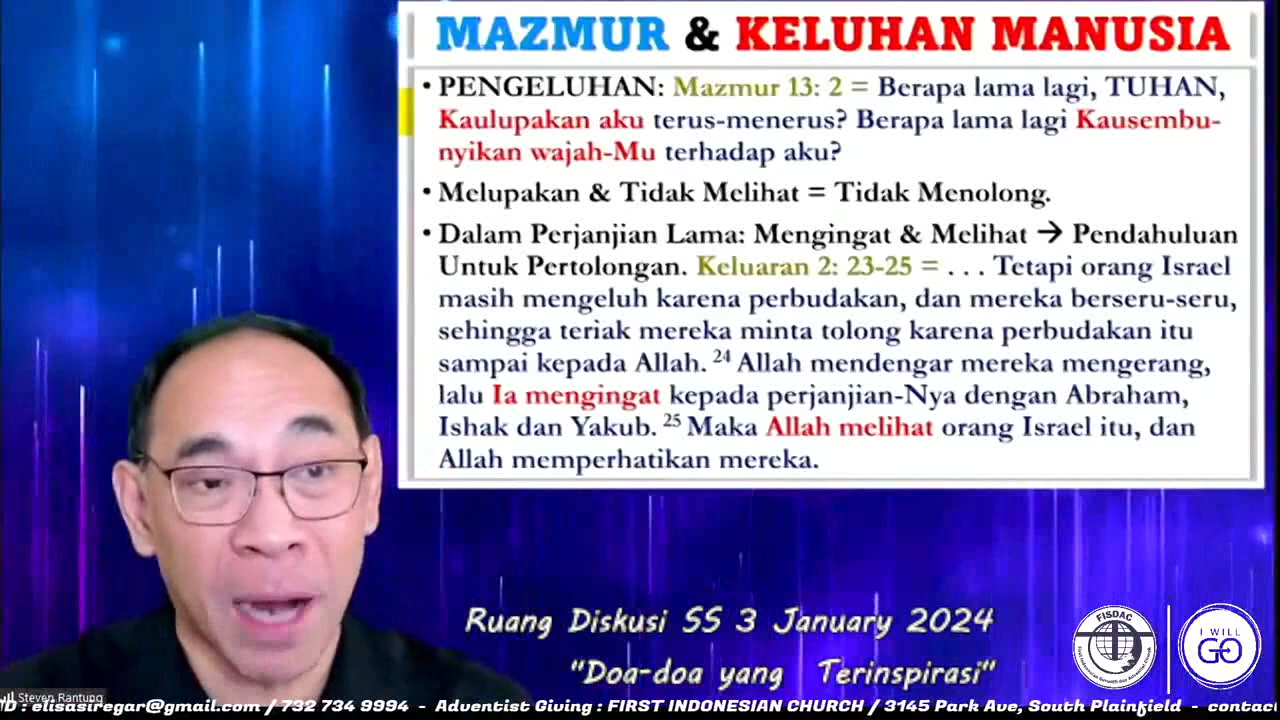 MAZMUR & KELUHAN MANUSIA
• PENGELUHAN: Mazmur 13: 2 = Berapa lama lagi, TUHAN,
Kaulupakan aku terus-menerus? Berapa lama lagi Kausembu-
nyikan wajah-Mu terhadap aku?
• Melupakan & Tidak Melihat = Tidak Menolong.
• Dalam Perjanjian Lama: Mengingat & Melihat → Pendahuluan
Untuk Pertolongan. Keluaran 2: 23-25 = . . . Tetapi orang Israel
masih mengeluh karena perbudakan, dan mereka berseru-seru,
sehingga teriak mereka minta tolong karena perbudakan itu
sampai kepada Allah. 24 Allah mendengar mereka mengerang,
lalu Ia mengingat kepada perjanjian-Nya dengan Abraham,
Ishak dan Yakub. 25 Maka Allah melihat orang Israel itu, dan
Allah memperhatikan mereka.
Ruang Diskusi SS 3 January 2024
"Doa-doa yang Terinspirasi"
FISDAC
I WILL
GO
Steven Rantung
ID : elisasiregar@gmail.com / 732 734 9994 - Adventist Giving : FIRST INDONESIAN CHURCH / 3145 Park Ave, South Plainfield - contac